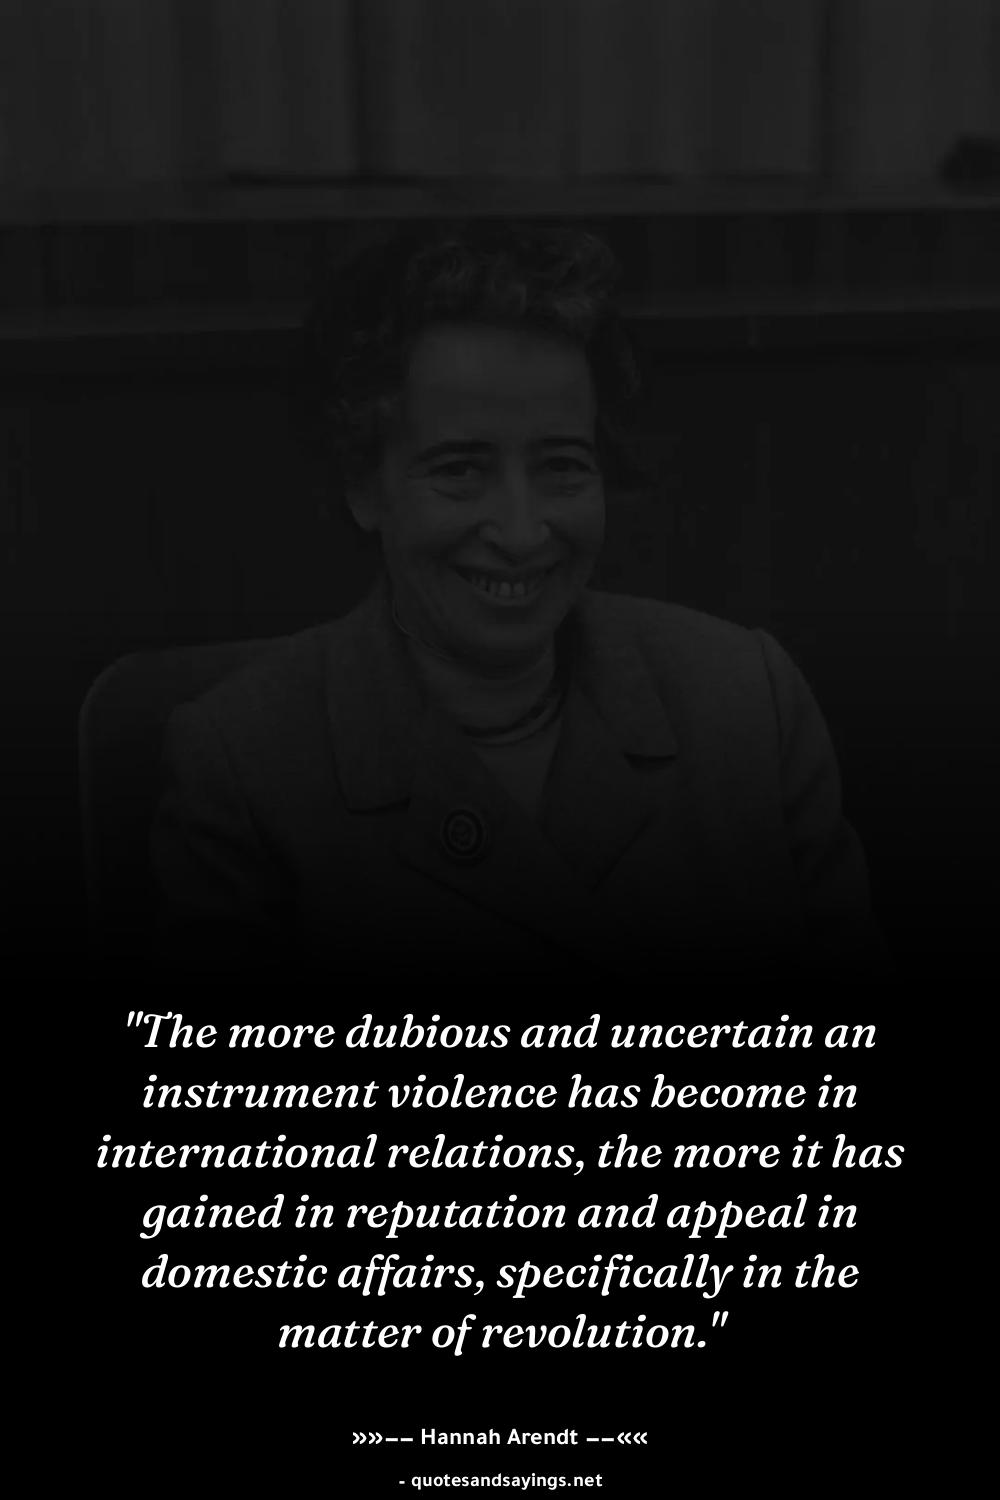 "The more dubious and uncertain an
instrument violence has become in
international relations, the more it has
gained in reputation and appeal in
domestic affairs, specifically in the
matter of revolution."
»»–– Hannah Arendt ––««
- quotesandsayings.net